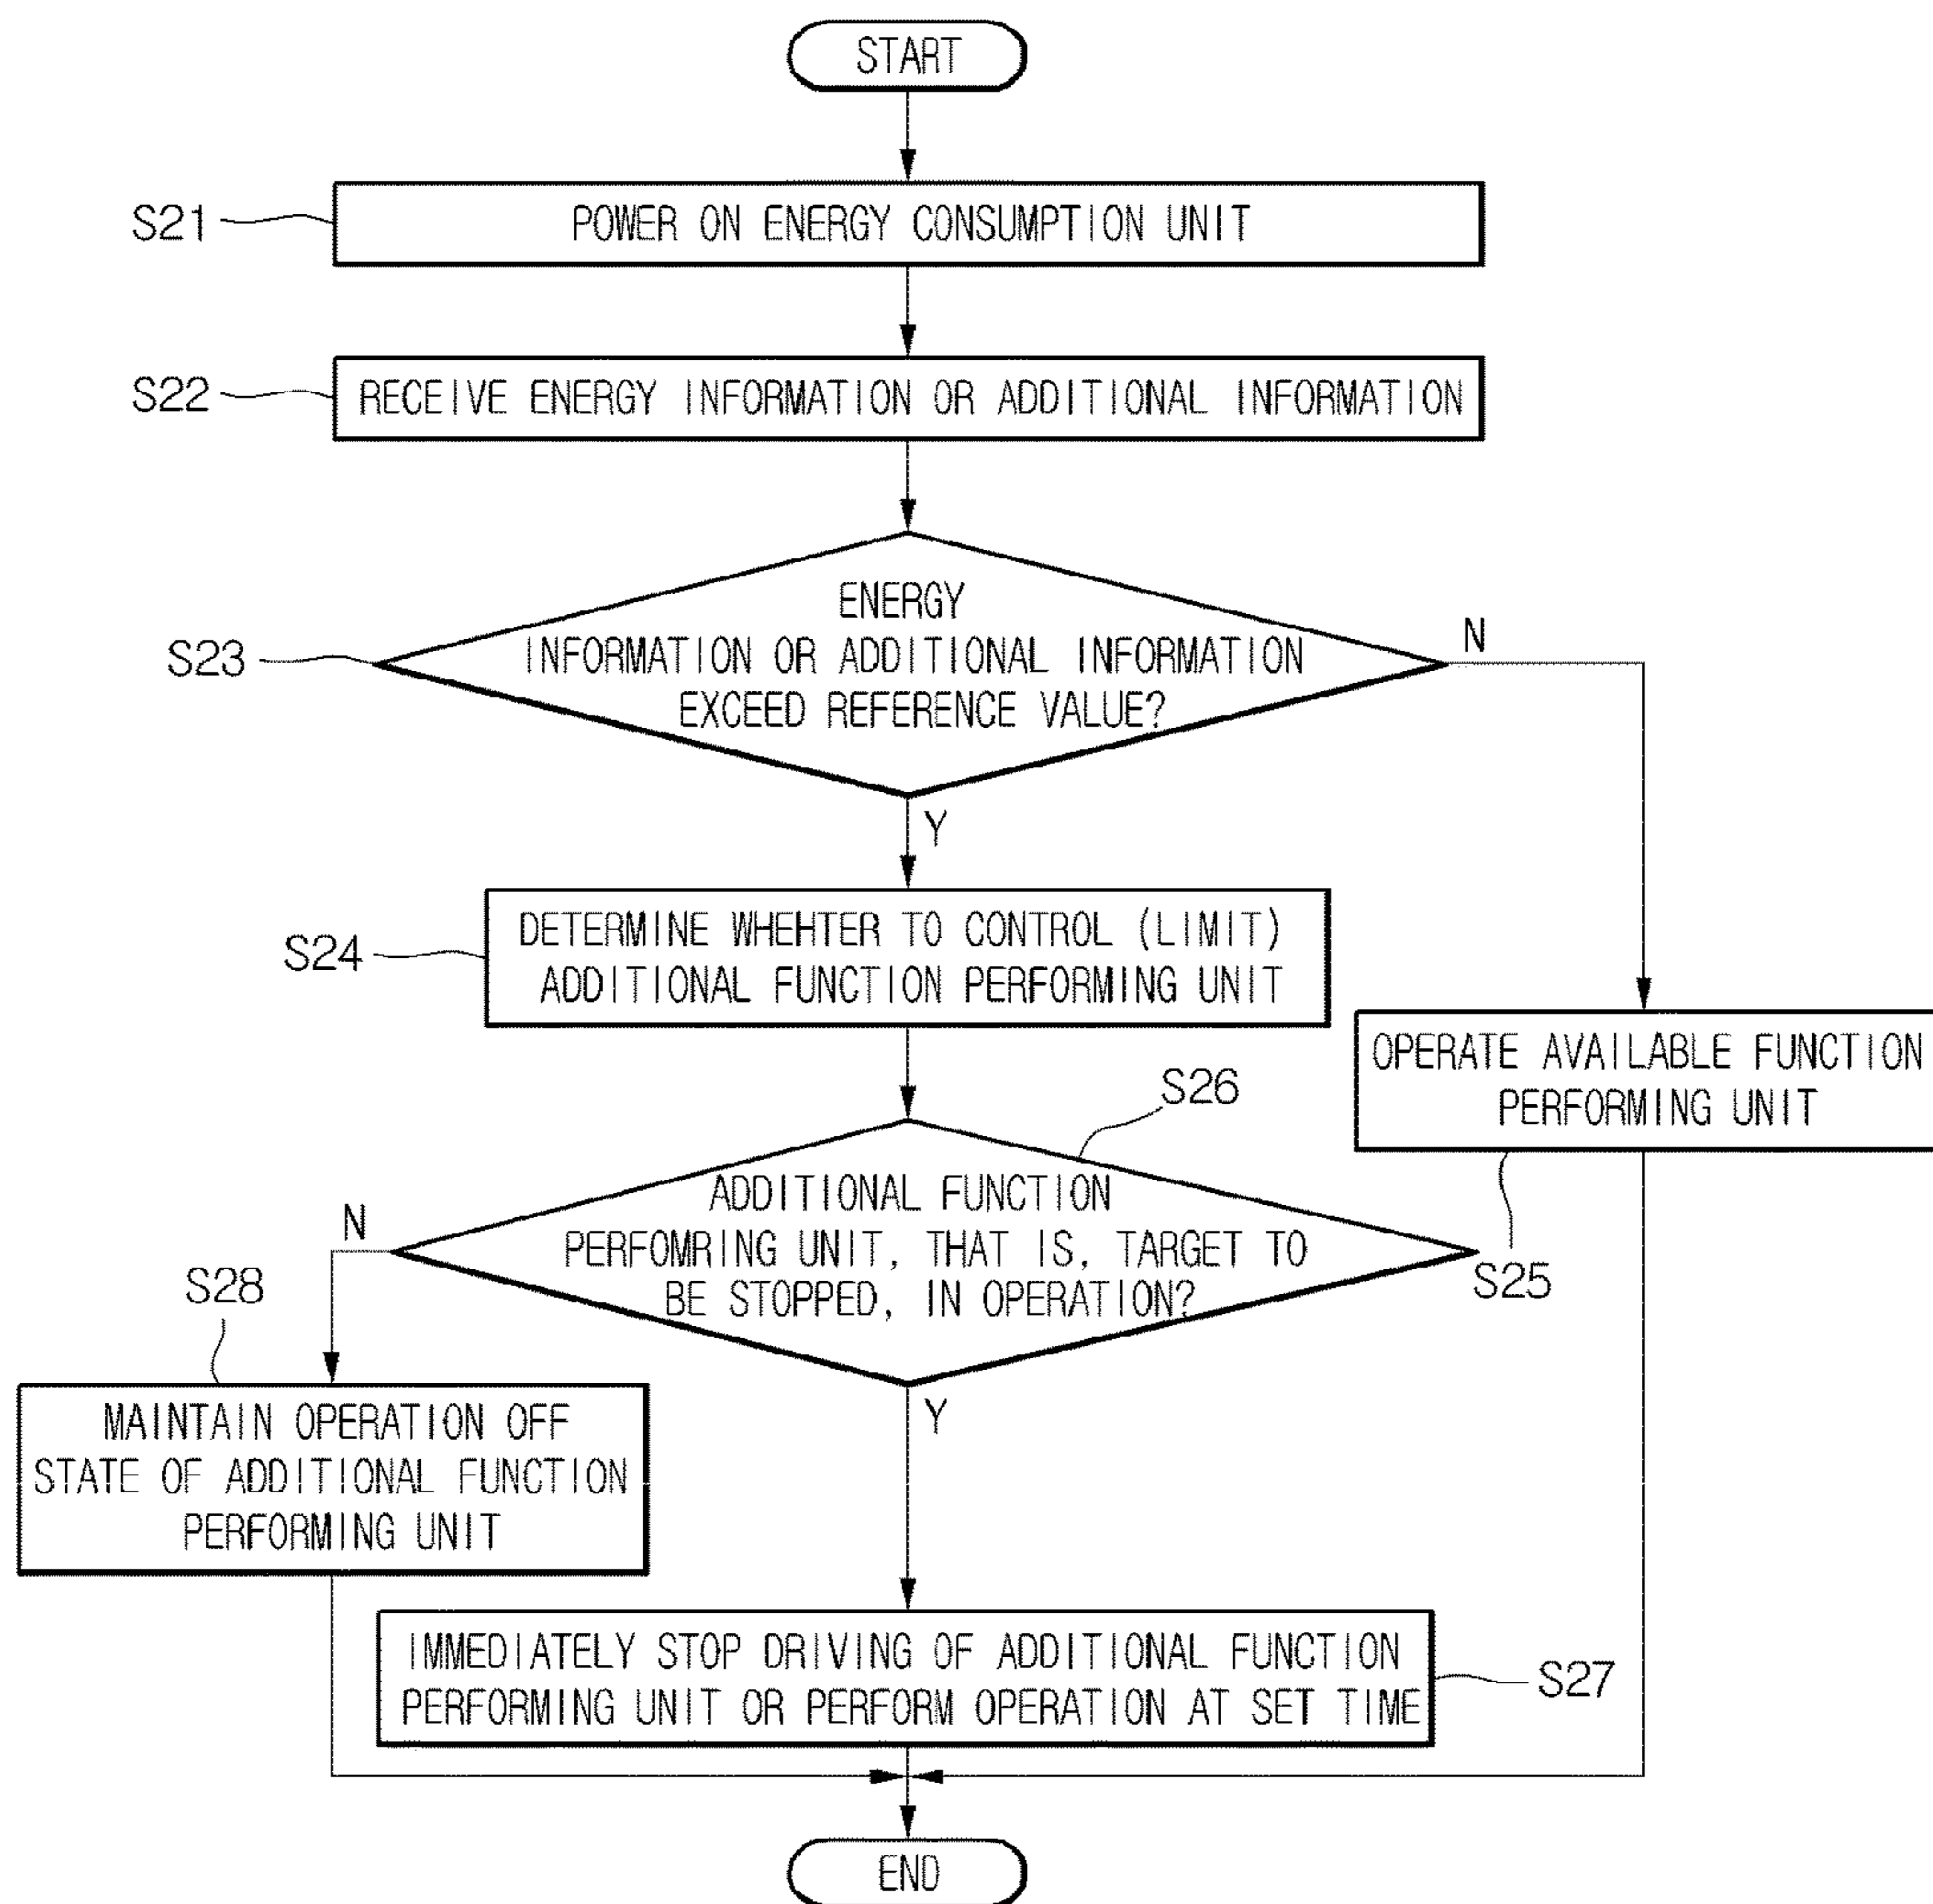 START
S21
POWER ON ENERGY CONSUMPTION UNIT
S22
RECEIVE ENERGY INFORMATION OR ADDITIONAL INFORMATION
S23
ENERGY
INFORMATION OR ADDITIONAL INFORMATION
EXCEED REFERENCE VALUE?
N
Y
S24
DETERMINE WHEHTER TO CONTROL (LIMIT)
ADDITIONAL FUNCTION PERFORMING UNIT
OPERATE AVAILABLE FUNCTION
PERFORMING UNIT
S25
S26
ADDITIONAL FUNCTION
PERFOMRING UNIT, THAT IS, TARGET TO
BE STOPPED, IN OPERATION?
N
Y
S28
MAINTAIN OPERATION OFF
STATE OF ADDITIONAL FUNCTION
PERFORMING UNIT
IMMEDIATELY STOP DRIVING OF ADDITIONAL FUNCTION
PERFORMING UNIT OR PERFORM OPERATION AT SET TIME
S27
END